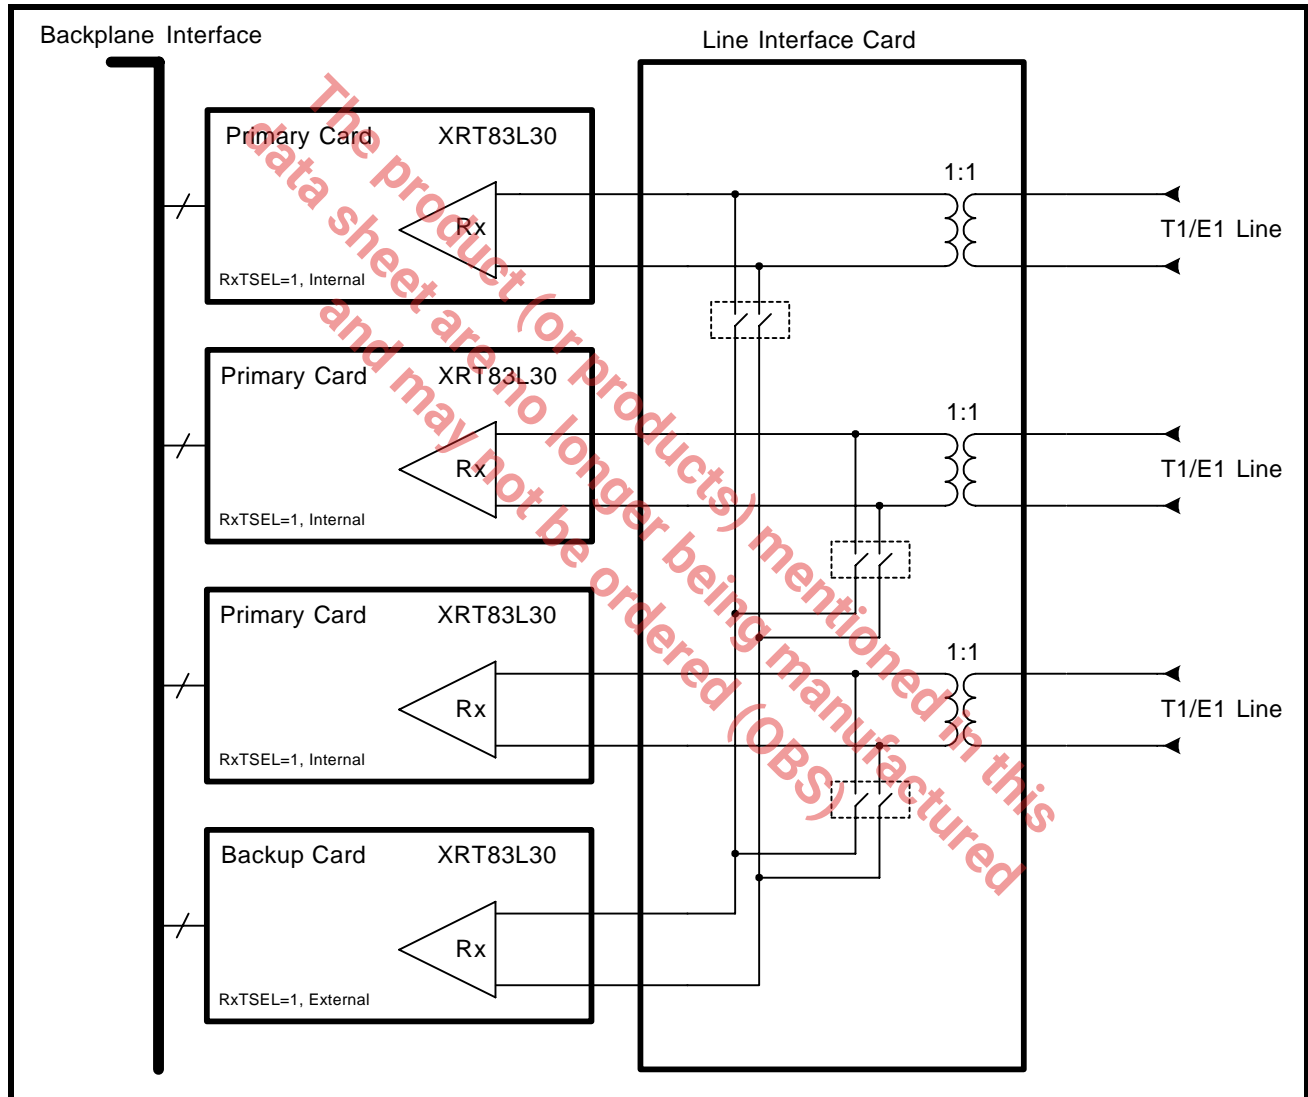 Backplane Interface
Line Interface Card
Primary Card XRT83L30
Rx
RxTSEL=1, Internal
1:1
T1/E1 Line
Primary Card XRT83L30
Rx
RxTSEL=1, Internal
1:1
T1/E1 Line
Primary Card XRT83L30
Rx
RxTSEL=1, Internal
1:1
T1/E1 Line
Backup Card XRT83L30
Rx
RxTSEL=1, External
The product (or products) mentioned in this
data sheet are no longer being manufactured
and may not be ordered (OBS)